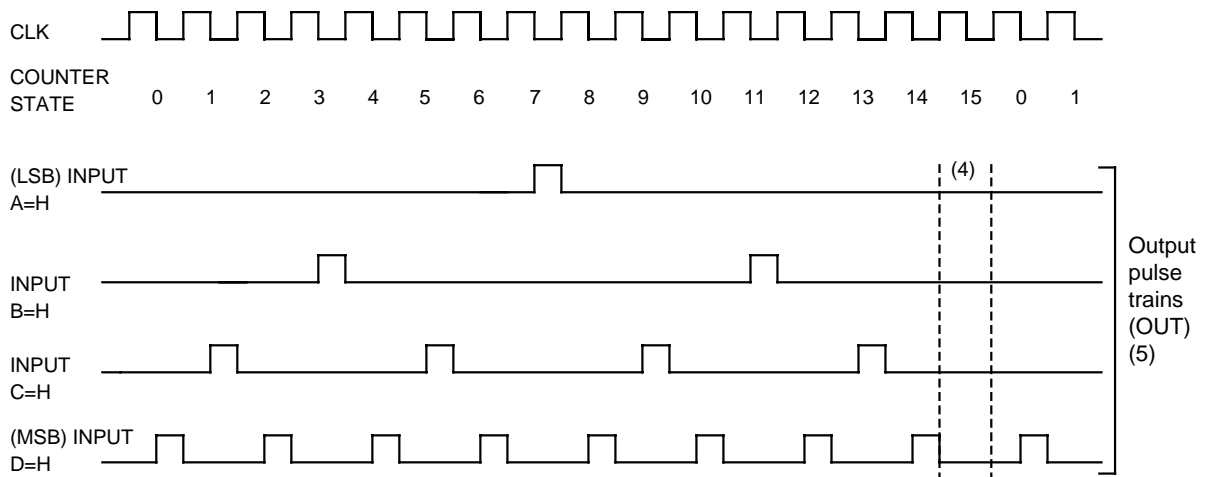 CLK
COUNTER
STATE
0 1 2 3 4 5 6 7 8 9 10 11 12 13 14 15 0 1
(LSB) INPUT
A=H
(4)
INPUT
B=H
INPUT
C=H
(MSB) INPUT
D=H
Output
pulse
trains
(OUT)
(5)